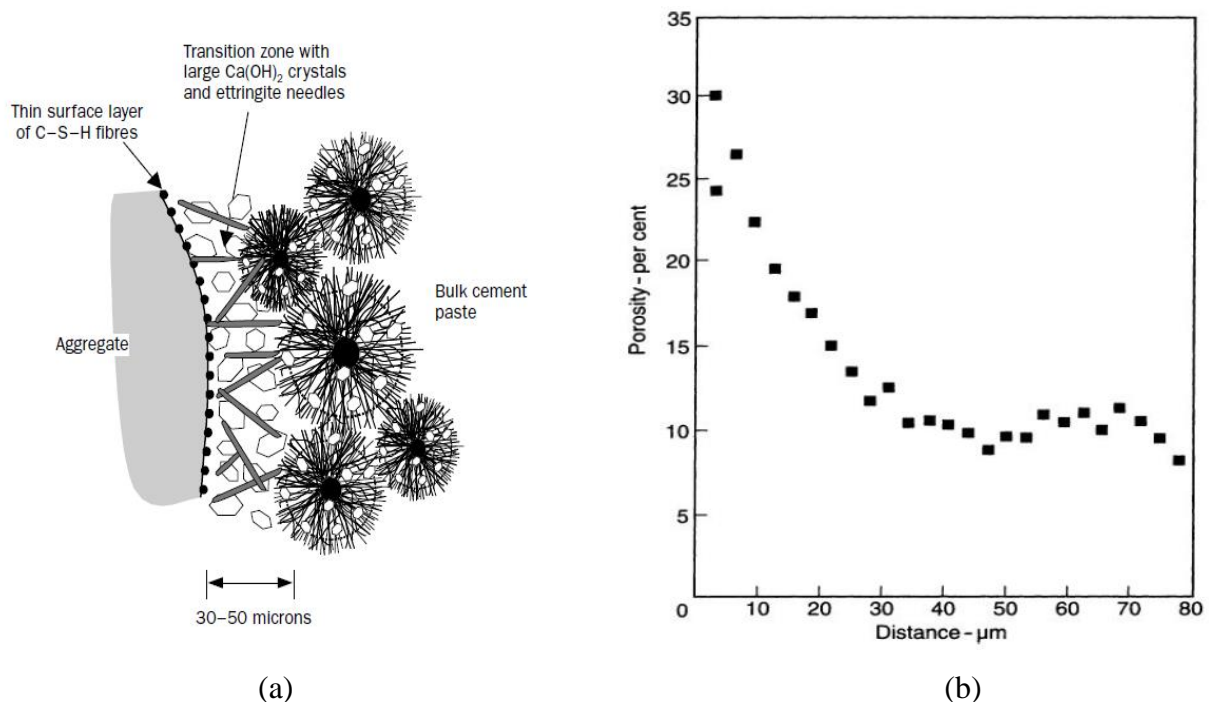 Transition zone with
large Ca(OH)₂ crystals
and ettringite needles
Thin surface layer
of C–S–H fibres
Aggregate
Bulk cement
paste
30–50 microns
(a)
35
30
25
20
15
10
5
0
Porosity - per cent
10 20 30 40 50 60 70 80
Distance - μm
(b)